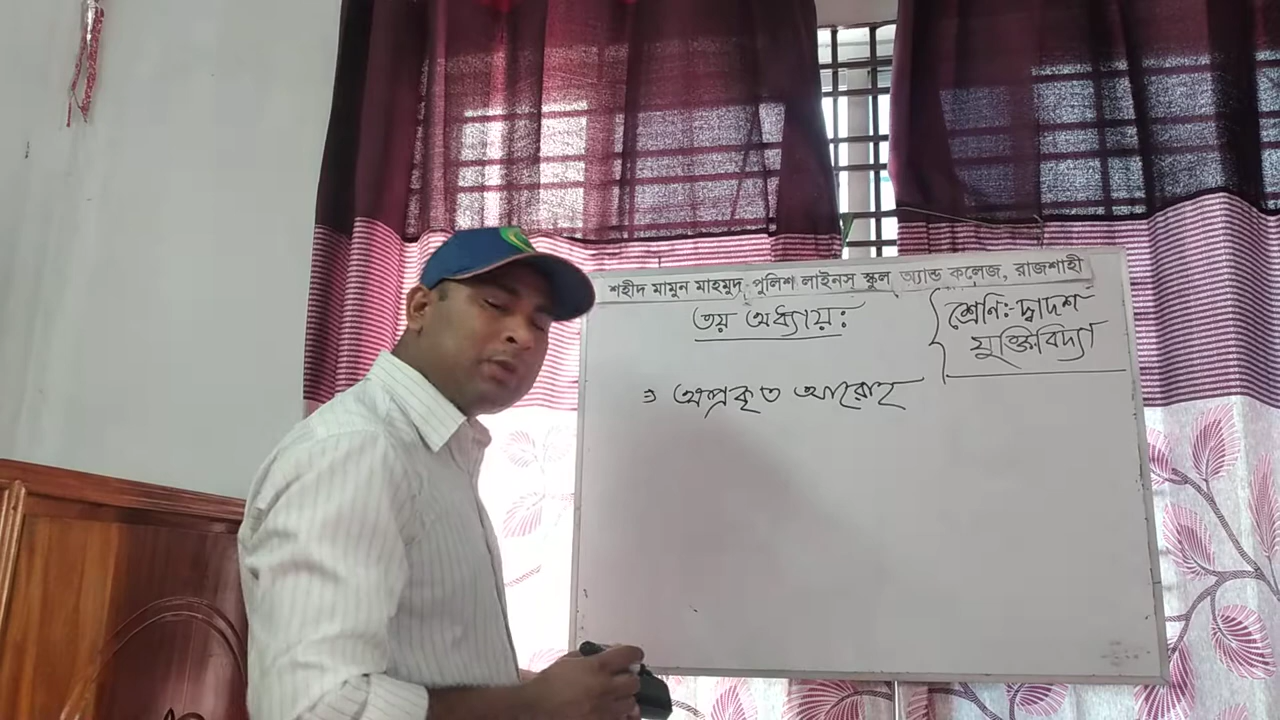 শহীদ মামুন মাহমুদ পুলিশ লাইনস স্কুল অ্যান্ড কলেজ, রাজশাহী
৩য় অধ্যায়ঃ
শ্রেণিঃ-দ্বাদশ
যুক্তিবিদ্যা
অপ্রকৃত আরোহ